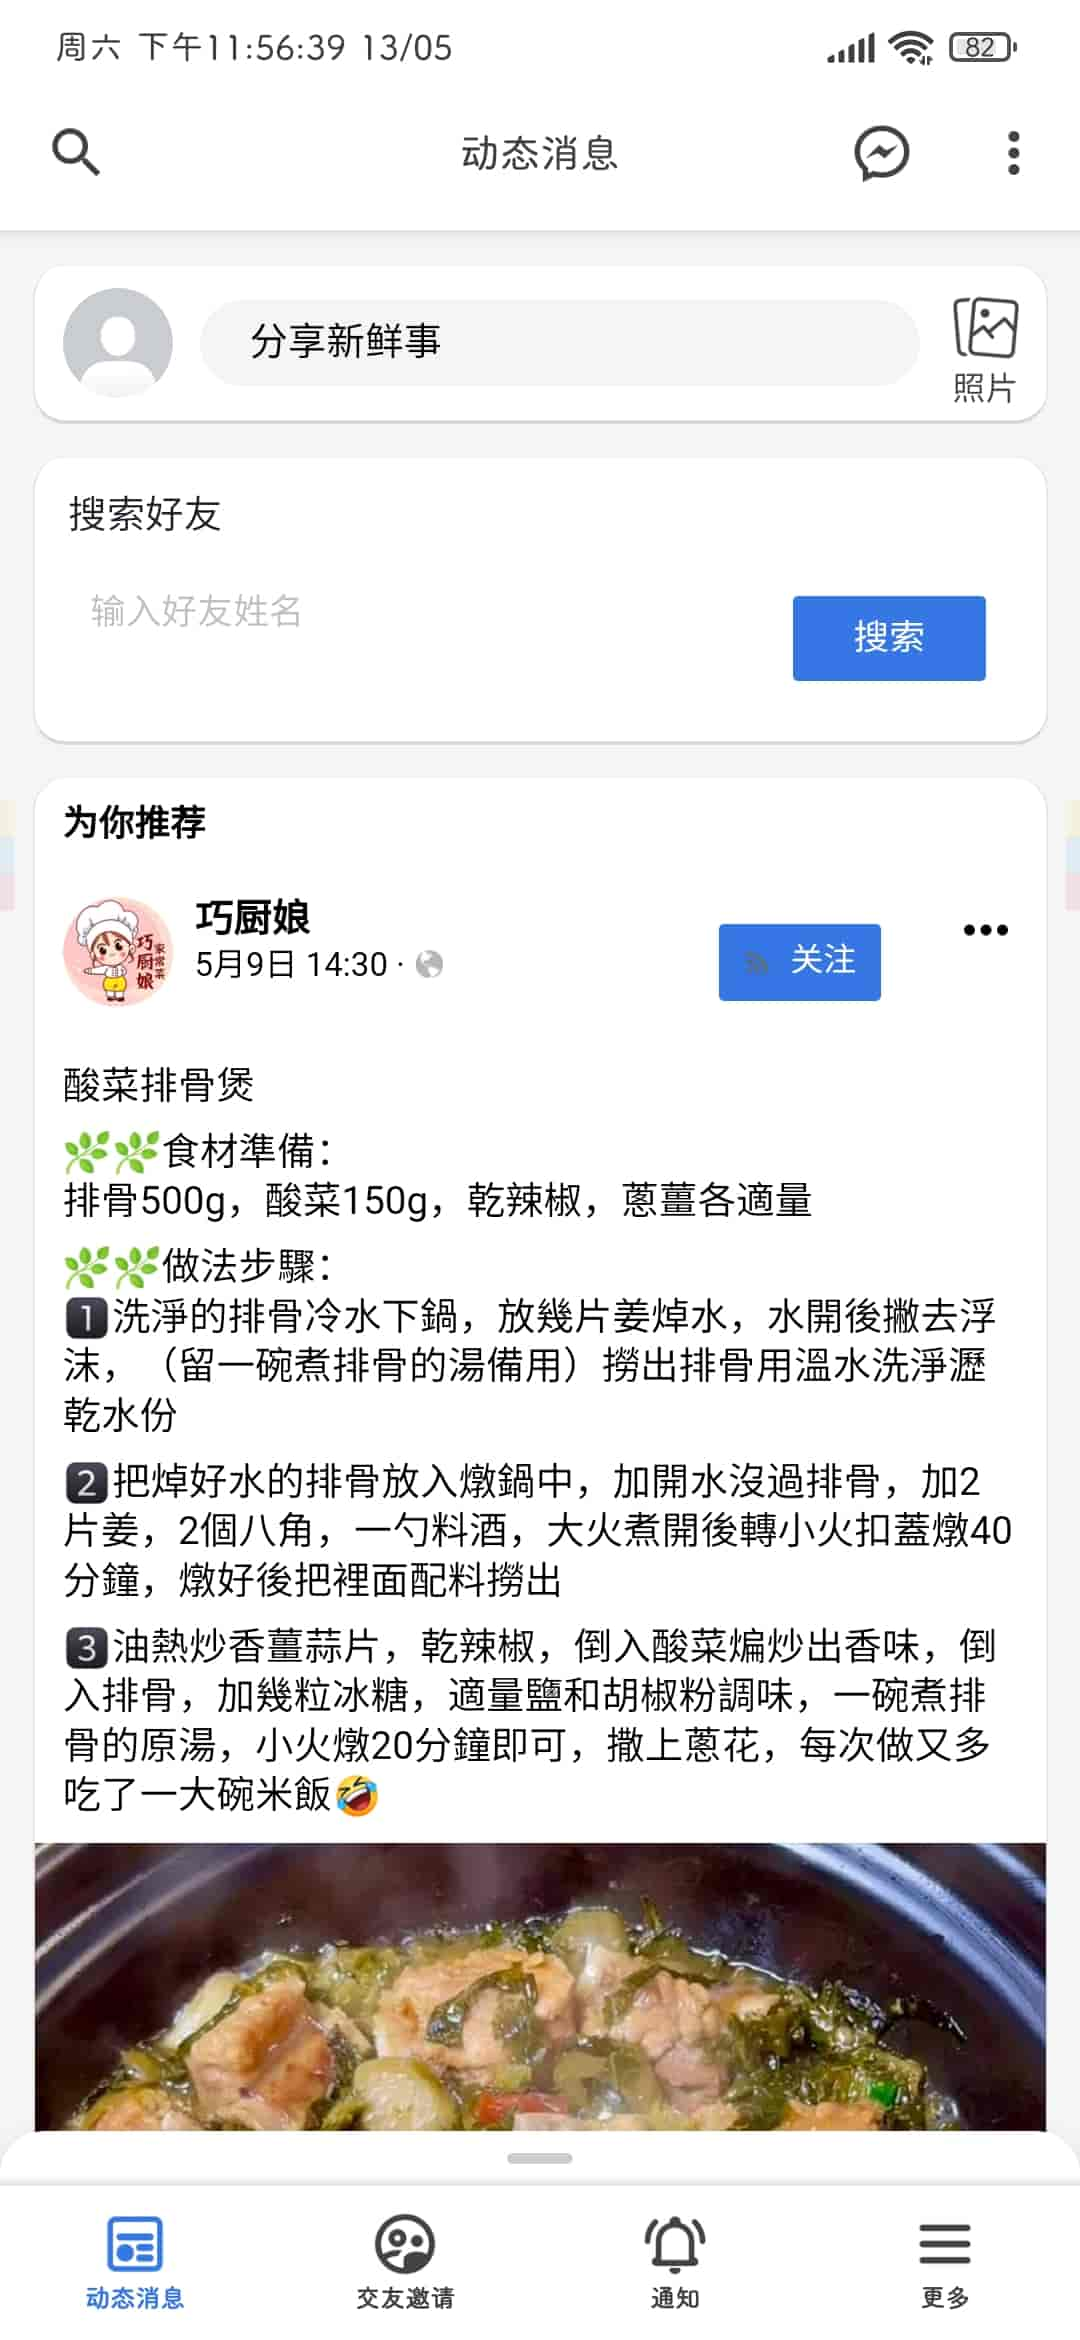 周六 下午11:56:39 13/05
82
动态消息
分享新鲜事
照片
搜索好友
输入好友姓名
搜索
为你推荐
巧厨娘
家常菜
巧厨娘
5月9日 14:30 ·
关注
酸菜排骨煲
🌿🌿食材準備：
排骨500g，酸菜150g，乾辣椒，蔥薑各適量
🌿🌿做法步驟：
1️⃣洗淨的排骨冷水下鍋，放幾片姜焯水，水開後撇去浮
沫，（留一碗煮排骨的湯備用）撈出排骨用溫水洗淨瀝
乾水份
2️⃣把焯好水的排骨放入燉鍋中，加開水沒過排骨，加2
片姜，2個八角，一勺料酒，大火煮開後轉小火扣蓋燉40
分鐘，燉好後把裡面配料撈出
3️⃣油熱炒香薑蒜片，乾辣椒，倒入酸菜煸炒出香味，倒
入排骨，加幾粒冰糖，適量鹽和胡椒粉調味，一碗煮排
骨的原湯，小火燉20分鐘即可，撒上蔥花，每次做又多
吃了一大碗米飯🤣
动态消息
交友邀请
通知
更多